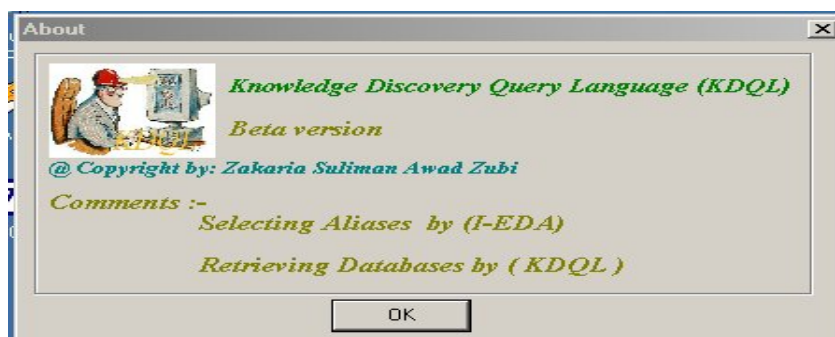 About
Knowledge Discovery Query Language (KDQL)
Beta version
@ Copyright by: Zakaria Suliman Awad Zubi
Comments :-
Selecting Aliases by (I-EDA)
Retrieving Databases by ( KDQL )
OK